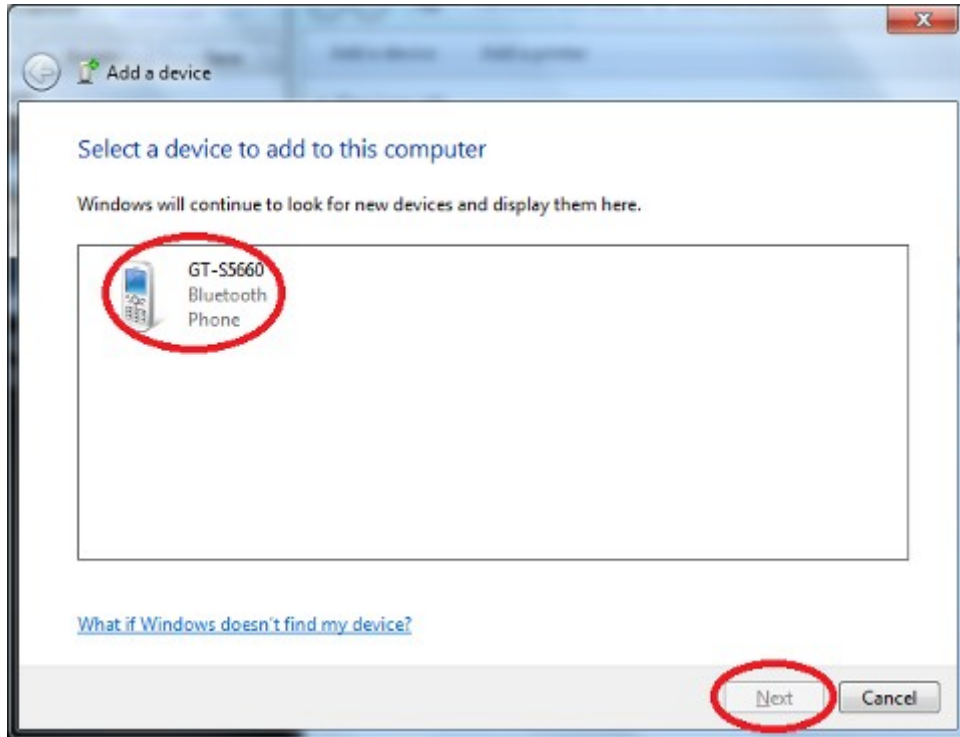 Add a device
Select a device to add to this computer
Windows will continue to look for new devices and display them here.
GT-S5660
Bluetooth
Phone
What if Windows doesn't find my device?
Next
Cancel